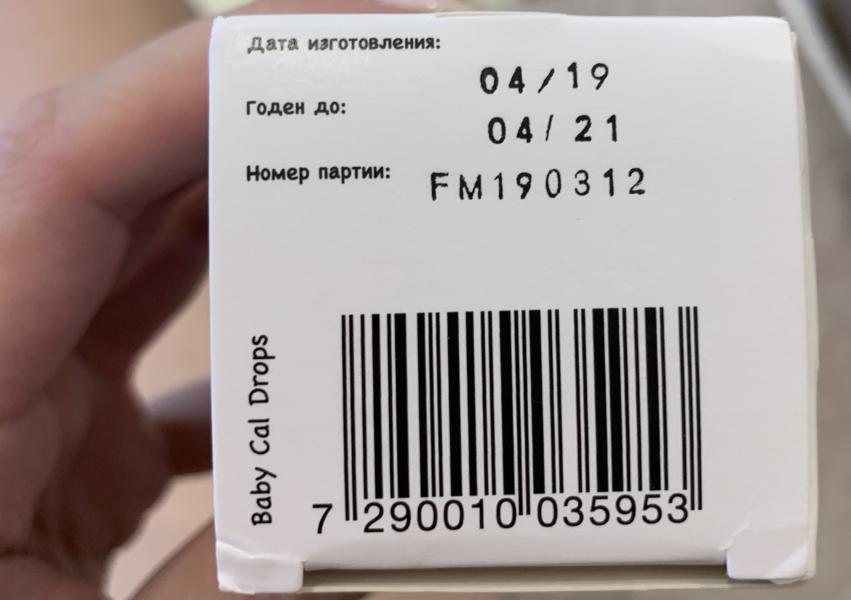 Дата изготовления: 04/19
Годен до: 04/ 21
Номер партии: FM190312
Baby Cal Drops
7 290010 035953